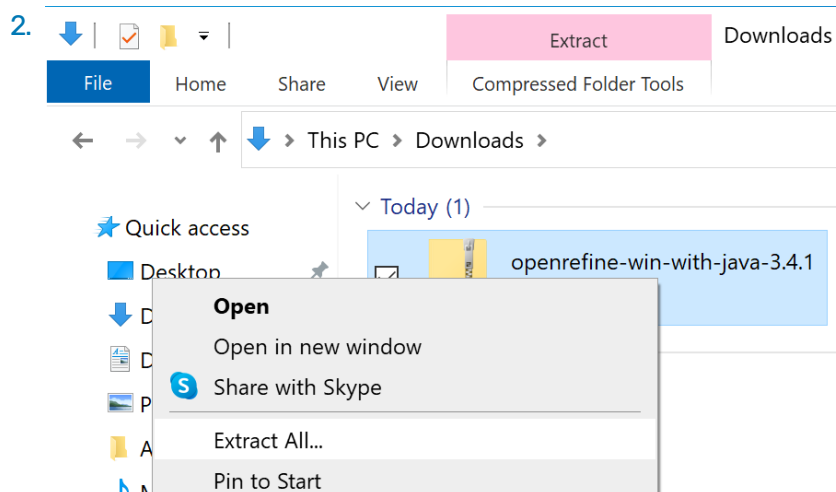 2.
Extract
Downloads
File
Home
Share
View
Compressed Folder Tools
This PC > Downloads >
Today (1)
Quick access
openrefine-win-with-java-3.4.1
Desktop
Open
D
Open in new window
D
Share with Skype
P
Extract All...
A
Pin to Start